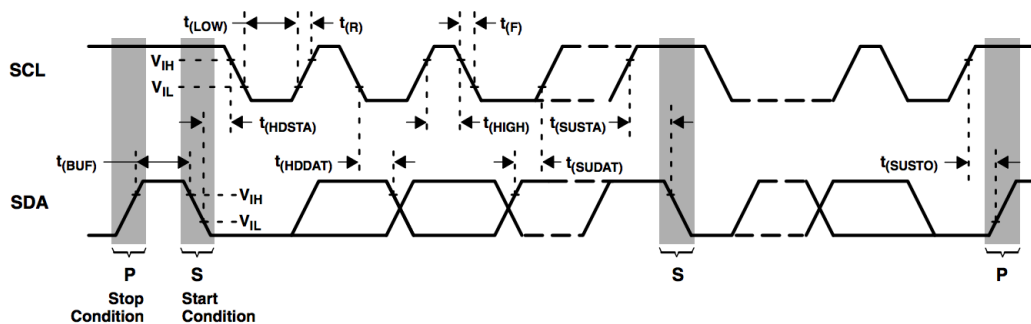 t(LOW) t(R) t(F)
SCL
VIH
VIL
t(HDSTA) t(HIGH) t(SUSTA)
t(BUF) t(HDDAT) t(SUDAT) t(SUSTO)
SDA
VIH
VIL
P S S P
Stop Start
Condition Condition